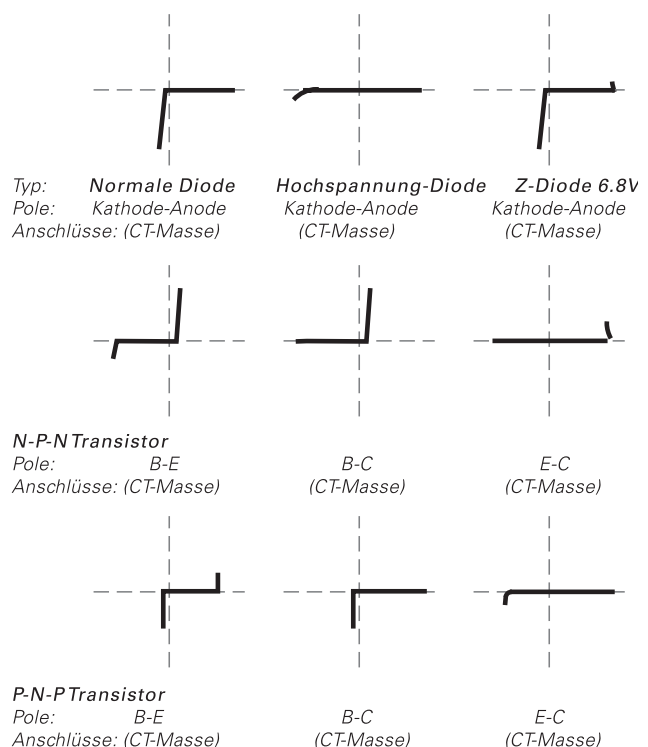 Typ: Normale Diode Hochspannung-Diode Z-Diode 6.8V
Pole: Kathode-Anode Kathode-Anode Kathode-Anode
Anschlüsse: (CT-Masse) (CT-Masse) (CT-Masse)
N-P-N Transistor
Pole: B-E B-C E-C
Anschlüsse: (CT-Masse) (CT-Masse) (CT-Masse)
P-N-P Transistor
Pole: B-E B-C E-C
Anschlüsse: (CT-Masse) (CT-Masse) (CT-Masse)